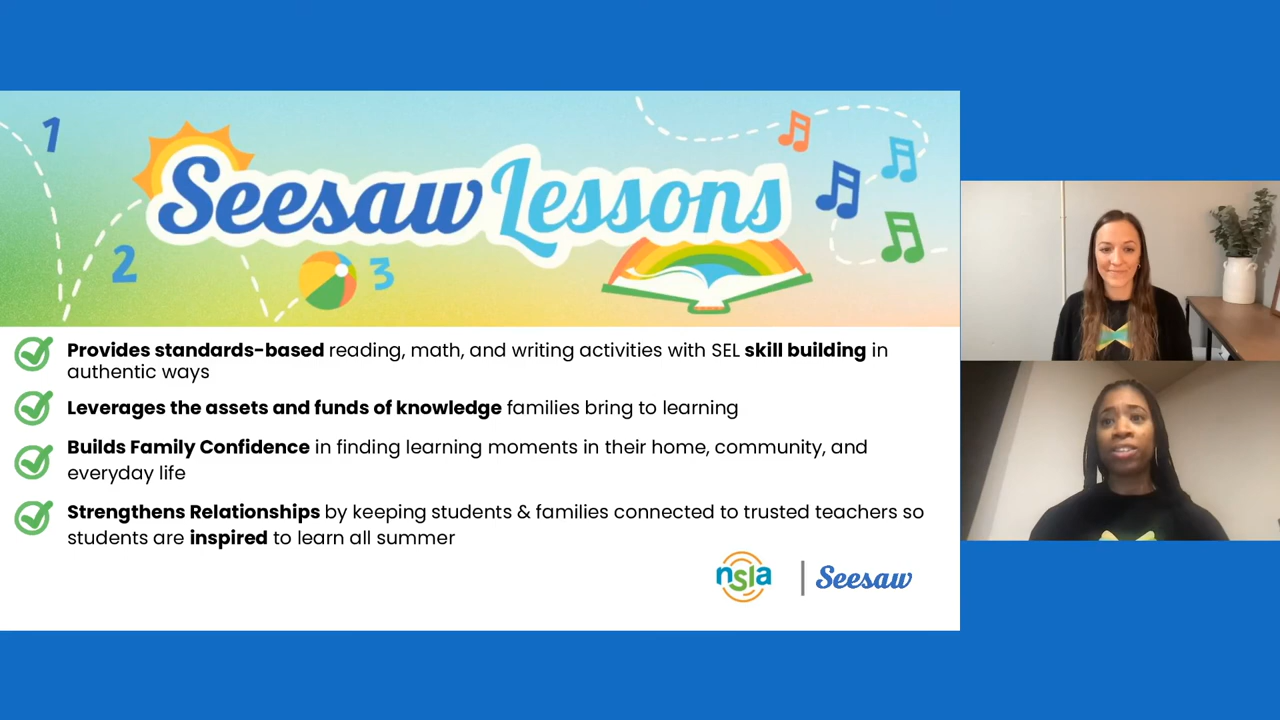 1
2
3
Seesaw Lessons
Provides standards-based reading, math, and writing activities with SEL skill building in
authentic ways
Leverages the assets and funds of knowledge families bring to learning
Builds Family Confidence in finding learning moments in their home, community, and
everyday life
Strengthens Relationships by keeping students & families connected to trusted teachers so
students are inspired to learn all summer
nsla | Seesaw